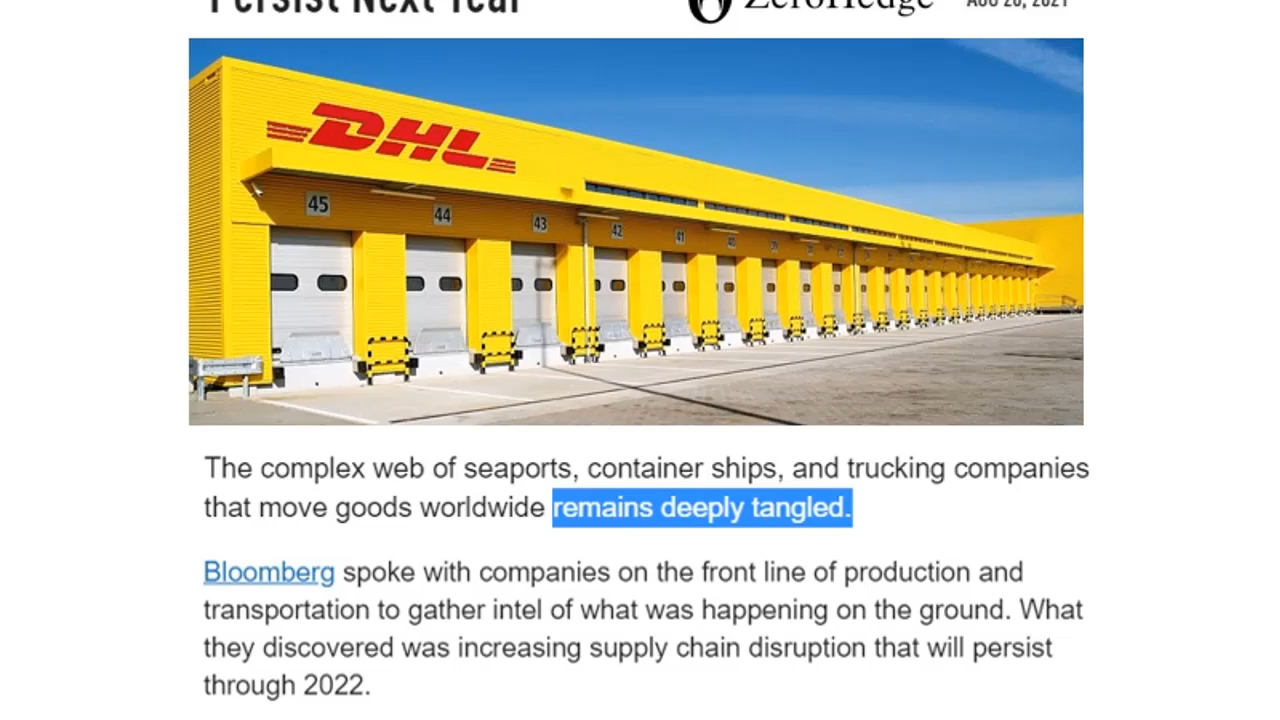 Persist Next Year
ZeroHedge
DHL
45
44
43
42
41
40
39
The complex web of seaports, container ships, and trucking companies
that move goods worldwide remains deeply tangled.
Bloomberg spoke with companies on the front line of production and
transportation to gather intel of what was happening on the ground. What
they discovered was increasing supply chain disruption that will persist
through 2022.